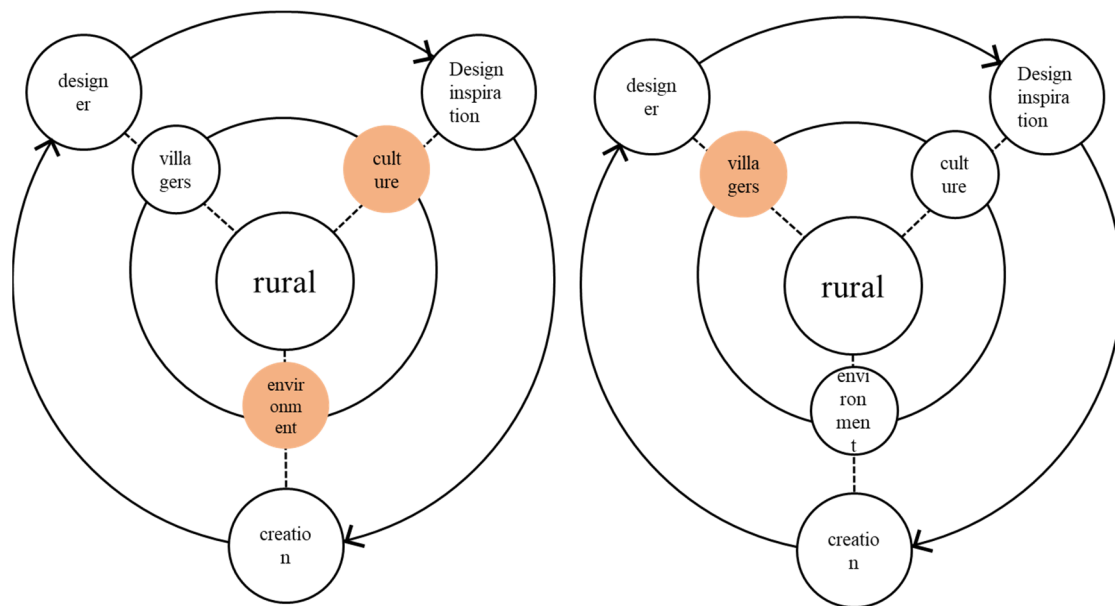 design
er
Design
inspira
tion
villa
gers
cult
ure
rural
envir
onm
ent
creatio
n
design
er
Design
inspira
tion
villa
gers
cult
ure
rural
envi
ron
men
t
creatio
n